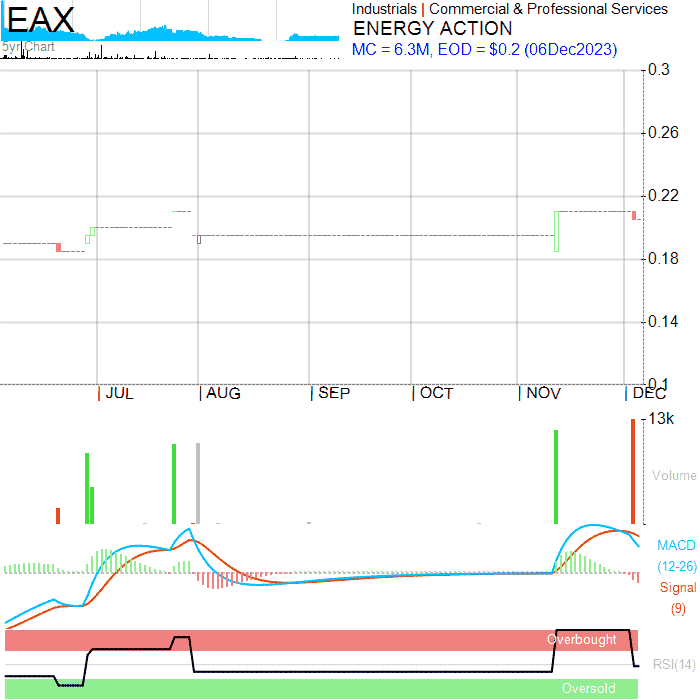 EAX
5yr Chart
Industrials | Commercial & Professional Services
ENERGY ACTION
MC = 6.3M, EOD = $0.2 (06Dec2023)
0.3
0.26
0.22
0.18
0.14
0.1
JUL AUG SEP OCT NOV DEC
13k
Volume
MACD
(12-26)
Signal
(9)
Overbought
RSI(14)
Oversold